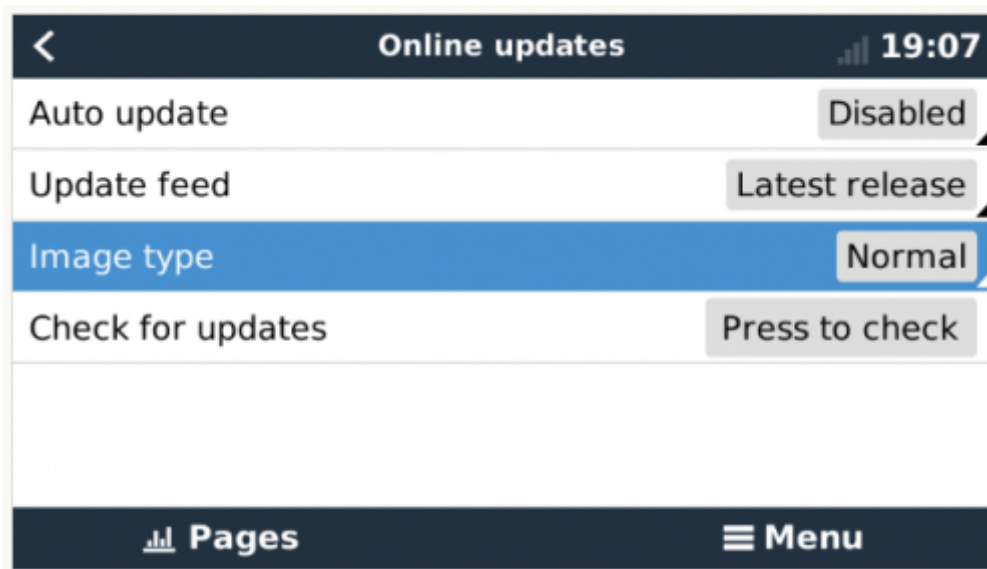 Online updates 19:07
Auto update Disabled
Update feed Latest release
Image type Normal
Check for updates Press to check
Pages Menu